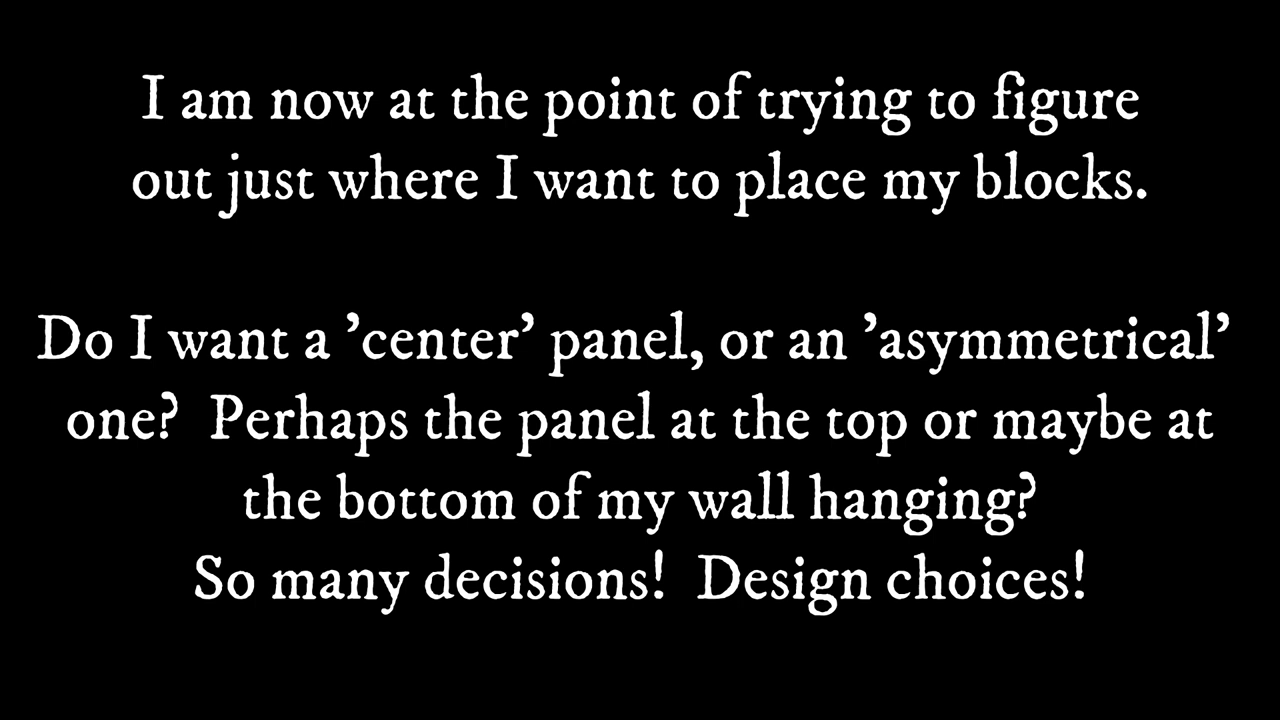 I am now at the point of trying to figure
out just where I want to place my blocks.
Do I want a ’center’ panel, or an ’asymmetrical’
one?  Perhaps the panel at the top or maybe at
the bottom of my wall hanging?
So many decisions!  Design choices!